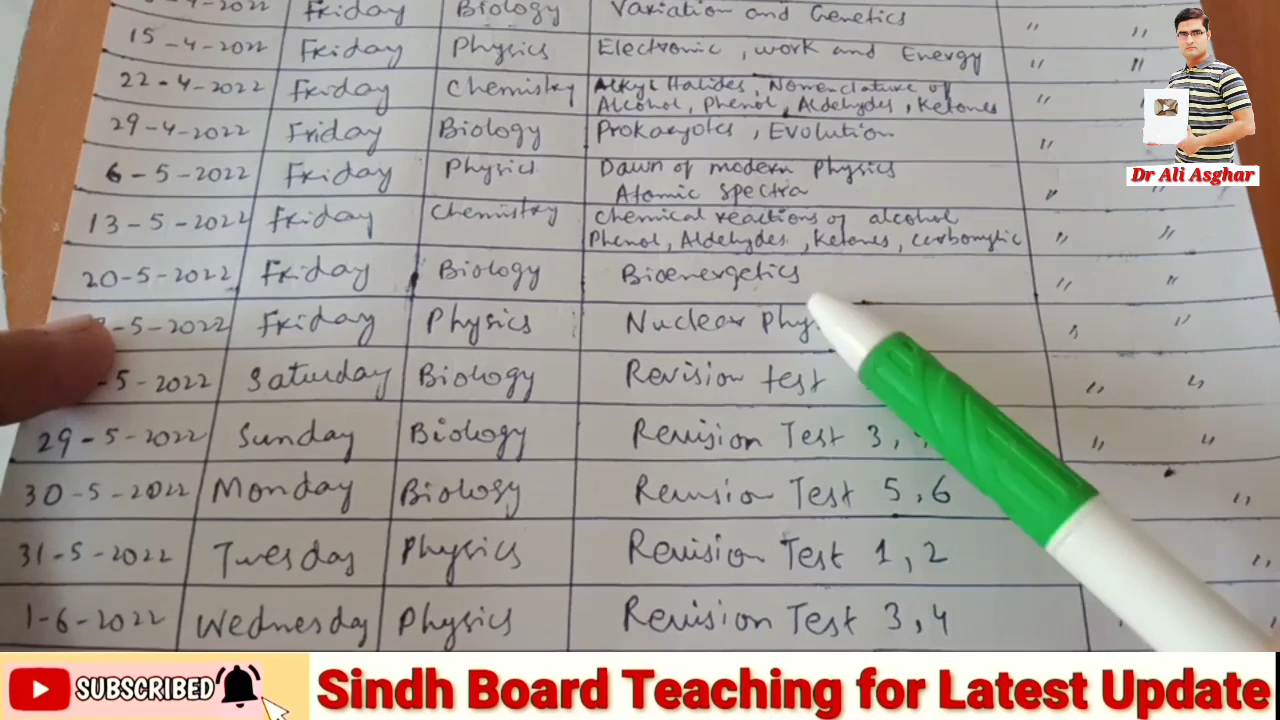 -4-2022 Friday Biology Variation and Genetics " "
15-4-2022 Friday Physics Electronic, work and Energy " "
22-4-2022 Friday Chemistry Alkyl Halides, Nomenclature of
Alcohol, Phenol, Aldehydes, Ketones "
29-4-2022 Friday Biology Prokaryotes, Evolution "
6-5-2022 Friday Physics Dawn of modern Physics
Atomic Spectra " "
13-5-2022 Friday Chemistry Chemical reactions of alcohol
Phenol, Aldehydes, Ketones, carbonylic " "
20-5-2022 Friday Biology Bioenergetics " "
-5-2022 Friday Physics Nuclear Phy " "
-5-2022 Saturday Biology Revision test " "
29-5-2022 Sunday Biology Revision Test 3, " "
30-5-2022 Monday Biology Revision Test 5,6 "
31-5-2022 Tuesday Physics Revision Test 1,2 "
1-6-2022 Wednesday Physics Revision Test 3,4
Dr Ali Asghar
SUBSCRIBED
Sindh Board Teaching for Latest Update